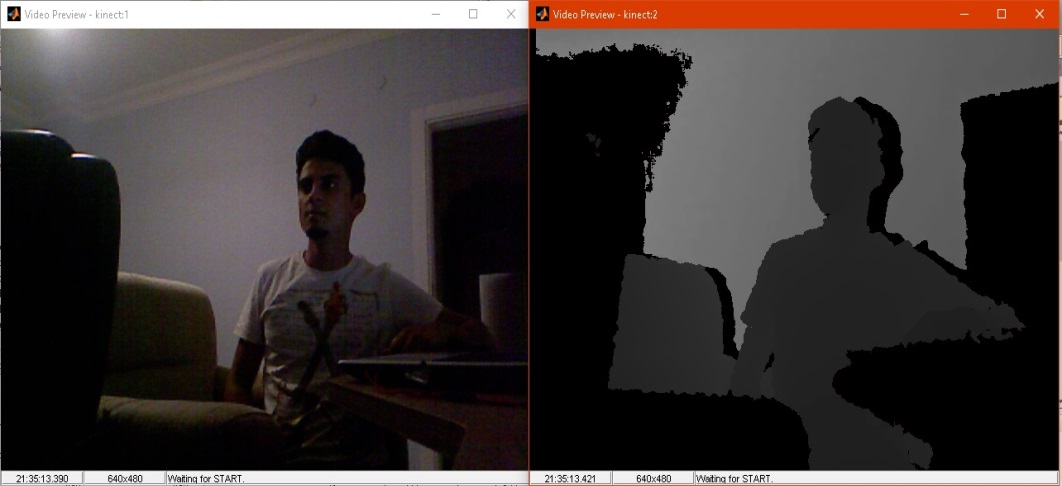 Video Preview - kinect:1
Video Preview - kinect:2
21:35:13.390 640x480 Waiting for START.
21:35:13.421 640x480 Waiting for START.